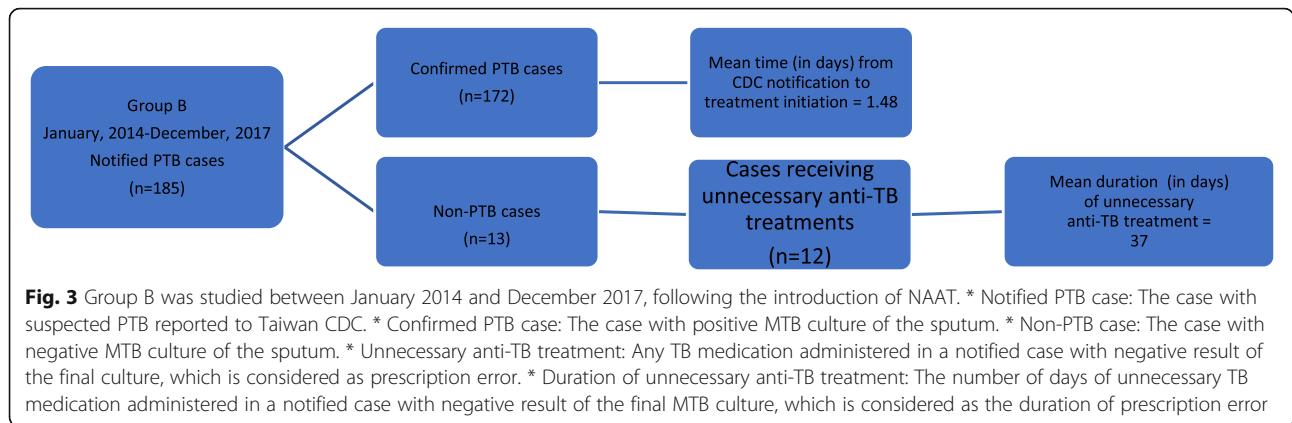 Group B
January, 2014-December, 2017
Notified PTB cases
(n=185)
Confirmed PTB cases
(n=172)
Mean time (in days) from
CDC notification to
treatment initiation = 1.48
Non-PTB cases
(n=13)
Cases receiving
unnecessary anti-TB
treatments
(n=12)
Mean duration (in days)
of unnecessary
anti-TB treatment =
37
Fig. 3 Group B was studied between January 2014 and December 2017, following the introduction of NAAT. * Notified PTB case: The case with
suspected PTB reported to Taiwan CDC. * Confirmed PTB case: The case with positive MTB culture of the sputum. * Non-PTB case: The case with
negative MTB culture of the sputum. * Unnecessary anti-TB treatment: Any TB medication administered in a notified case with negative result of
the final culture, which is considered as prescription error. * Duration of unnecessary anti-TB treatment: The number of days of unnecessary TB
medication administered in a notified case with negative result of the final MTB culture, which is considered as the duration of prescription error